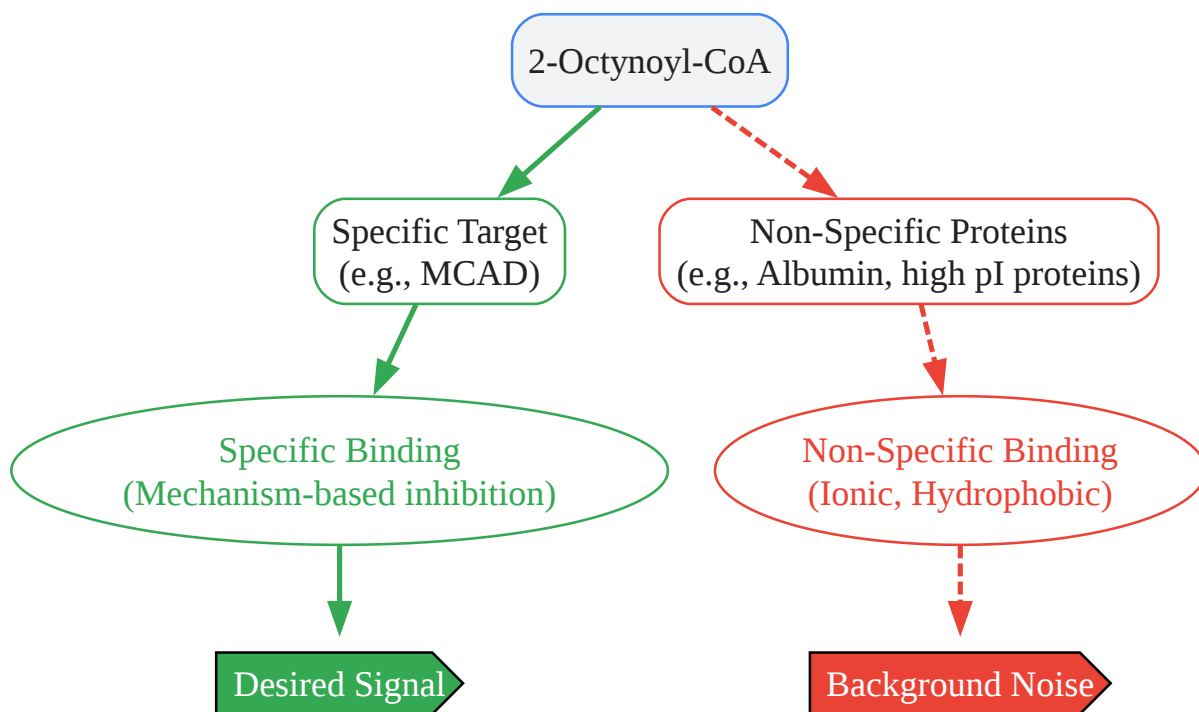 2-Octynoyl-CoA
Specific Target
(e.g., MCAD)
Non-Specific Proteins
(e.g., Albumin, high pI proteins)
Specific Binding
(Mechanism-based inhibition)
Non-Specific Binding
(Ionic, Hydrophobic)
Desired Signal
Background Noise